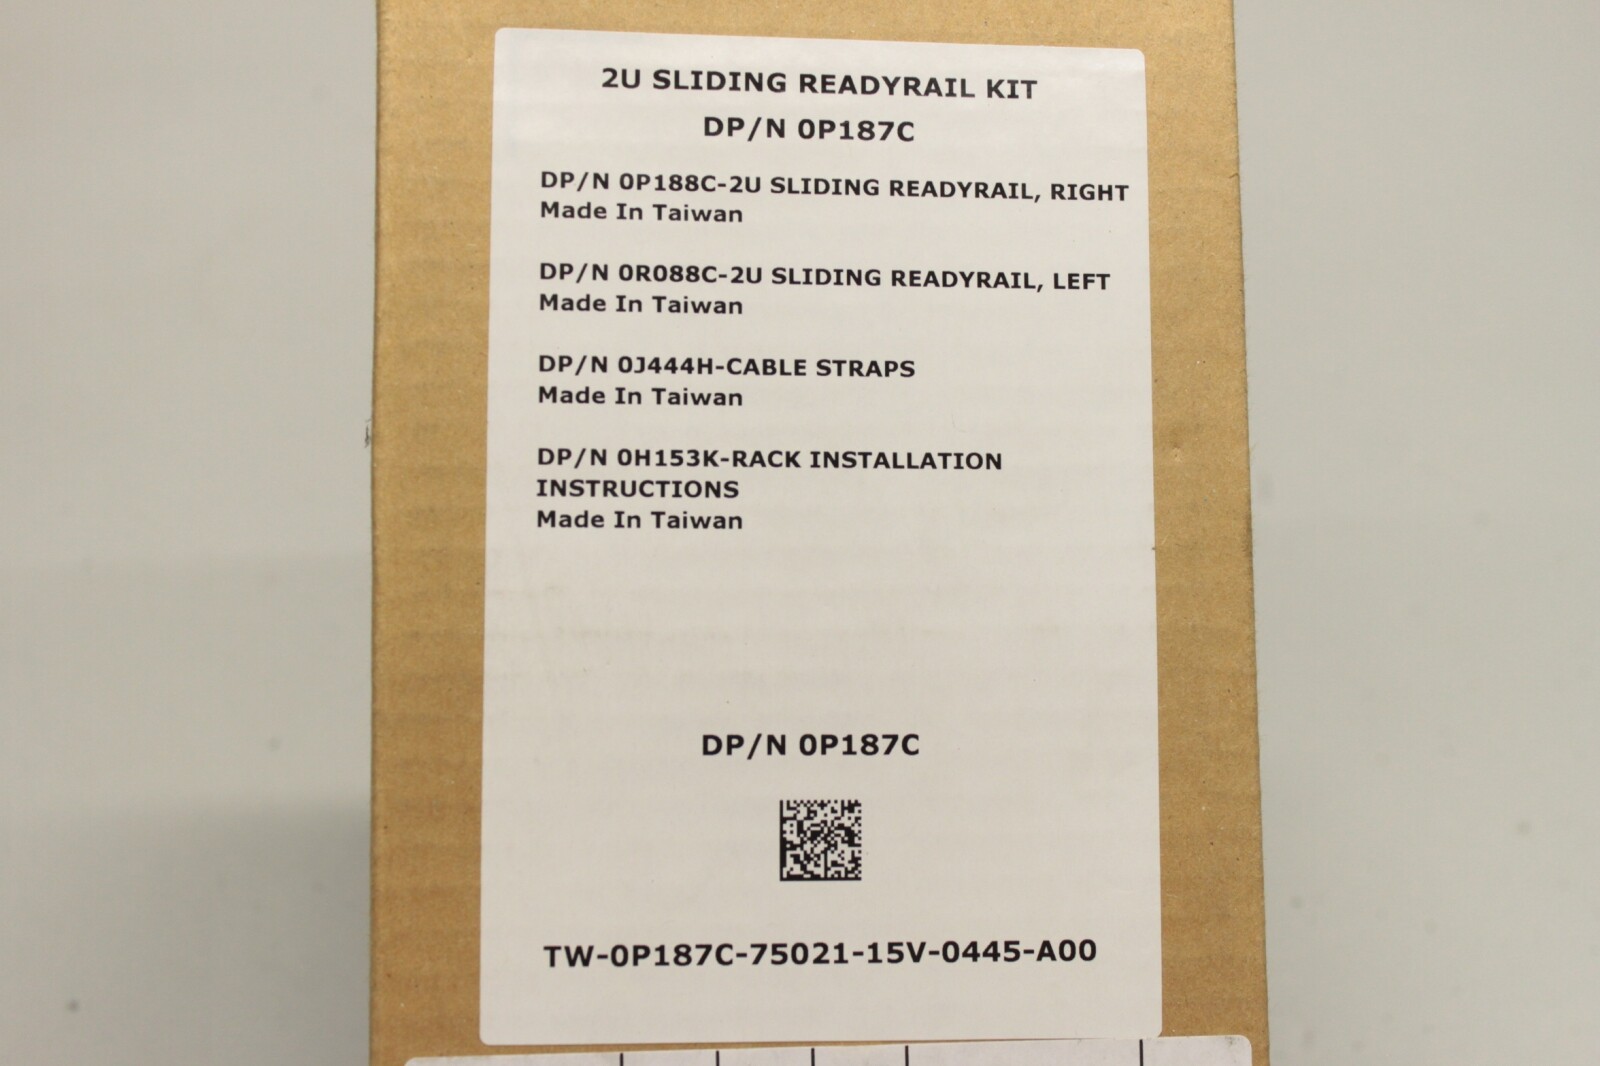 2U SLIDING READYRAIL KIT
DP/N 0P187C
DP/N 0P188C-2U SLIDING READYRAIL, RIGHT
Made In Taiwan
DP/N 0R088C-2U SLIDING READYRAIL, LEFT
Made In Taiwan
DP/N 0J444H-CABLE STRAPS
Made In Taiwan
DP/N 0H153K-RACK INSTALLATION
INSTRUCTIONS
Made In Taiwan
DP/N 0P187C
TW-0P187C-75021-15V-0445-A00